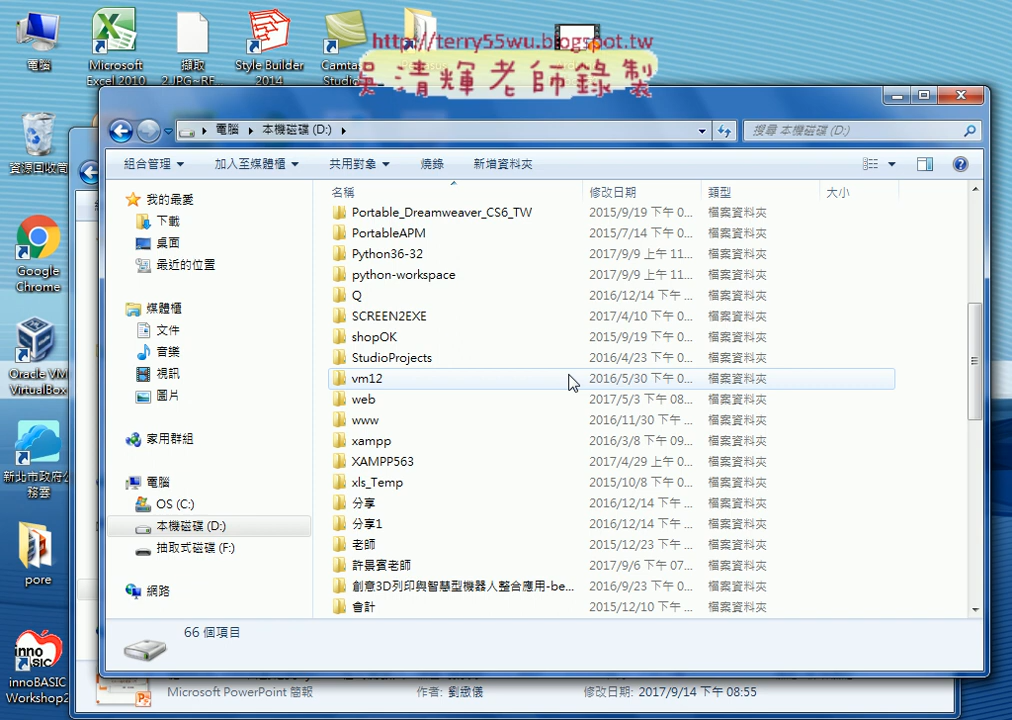 電腦
Microsoft
Excel 2010
擷取
Style Builder
2014
http://terry55wu.blogspot.tw
吳清輝老師錄製
資源回收筒
Google
Chrome
Oracle VM
VirtualBox
新北市政府公
務雲
pore
innoBASIC
Workshop2
電腦 本機磁碟 (D:)
搜尋 本機磁碟 (D:)
組合管理 加入至媒體櫃 共用對象 燒錄 新增資料夾
我的最愛
下載
桌面
最近的位置
媒體櫃
文件
音樂
視訊
圖片
家用群組
電腦
OS (C:)
本機磁碟 (D:)
抽取式磁碟 (F:)
網路
名稱 修改日期 類型 大小
Portable_Dreamweaver_CS6_TW 2015/9/19 下午 0... 檔案資料夾
PortableAPM 2015/7/14 下午 0... 檔案資料夾
Python36-32 2017/9/9 上午 11... 檔案資料夾
python-workspace 2017/9/9 上午 11... 檔案資料夾
Q 2016/12/14 下午 ... 檔案資料夾
SCREEN2EXE 2017/4/10 下午 0... 檔案資料夾
shopOK 2015/9/19 下午 0... 檔案資料夾
StudioProjects 2016/4/23 下午 0... 檔案資料夾
vm12 2016/5/30 下午 0... 檔案資料夾
web 2017/5/3 下午 08... 檔案資料夾
www 2016/11/30 下午 ... 檔案資料夾
xampp 2016/3/8 下午 09... 檔案資料夾
XAMPP563 2017/4/29 上午 0... 檔案資料夾
xls_Temp 2015/10/8 下午 0... 檔案資料夾
分享 2016/12/14 下午 ... 檔案資料夾
分享1 2016/12/14 下午 ... 檔案資料夾
老師 2015/12/23 下午 ... 檔案資料夾
許景賓老師 2017/9/6 下午 07... 檔案資料夾
創意3D列印與智慧型機器人整合應用-be... 2016/9/23 下午 0... 檔案資料夾
會計 2015/12/10 下午 ... 檔案資料夾
66 個項目
Microsoft PowerPoint 簡報 作者: 劉緻儀 修改日期: 2017/9/14 下午 08:55